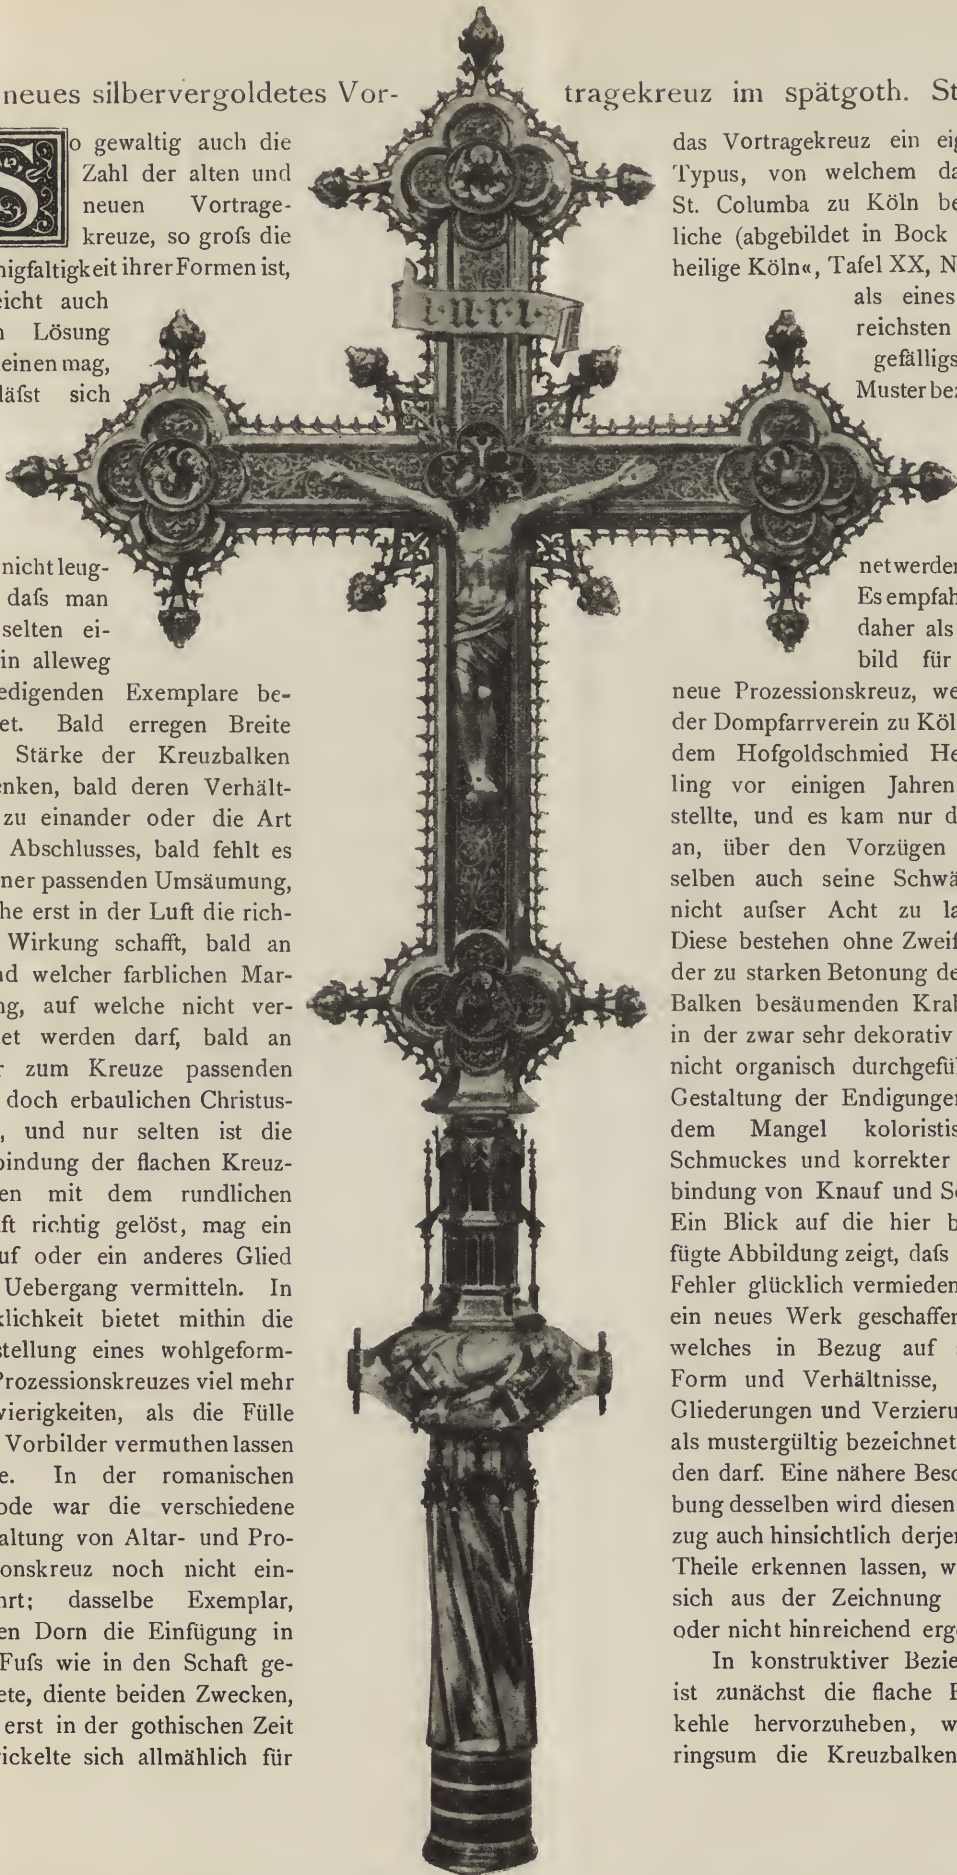 neues silbervergoldetes Vor- tragekreuz im spätgoth. St
So gewaltig auch die
Zahl der alten und
neuen Vortrage-
kreuze, so groſs die
nigfaltigkeit ihrer Formen ist,
eicht auch
n Lösung
einen mag,
läſst sich
nicht leug-
daſs man
selten ei-
in alleweg
edigenden Exemplare be-
et. Bald erregen Breite
Stärke der Kreuzbalken
enken, bald deren Verhält-
zu einander oder die Art
Abschlusses, bald fehlt es
ner passenden Umsäumung,
he erst in der Luft die rich-
Wirkung schafft, bald an
nd welcher farblichen Mar-
ng, auf welche nicht ver-
tet werden darf, bald an
r zum Kreuze passenden
doch erbaulichen Christus-
, und nur selten ist die
bindung der flachen Kreuz-
en mit dem rundlichen
ft richtig gelöst, mag ein
uf oder ein anderes Glied
Uebergang vermitteln. In
klichkeit bietet mithin die
stellung eines wohlgeform-
Prozessionskreuzes viel mehr
wierigkeiten, als die Fülle
Vorbilder vermuthen lassen
e. In der romanischen
ode war die verschiedene
altung von Altar- und Pro-
onskreuz noch nicht ein-
hrt; dasselbe Exemplar,
en Dorn die Einfügung in
Fuſs wie in den Schaft ge-
ete, diente beiden Zwecken,
erst in der gothischen Zeit
ickelte sich allmählich für
i·n·r·i·
das Vortragekreuz ein eig
Typus, von welchem da
St. Columba zu Köln be
liche (abgebildet in Bock
heilige Köln«, Tafel XX, N
als eines
reichsten
gefälligs
Muster bez
net werden
Es empfah
daher als
bild für
neue Prozessionskreuz, we
der Dompfarrverein zu Köl
dem Hofgoldschmied He
ling vor einigen Jahren
stellte, und es kam nur d
an, über den Vorzügen
selben auch seine Schwä
nicht auſser Acht zu la
Diese bestehen ohne Zweif
der zu starken Betonung de
Balken besäumenden Kral
in der zwar sehr dekorativ
nicht organisch durchgefü
Gestaltung der Endigungen
dem Mangel koloristis
Schmuckes und korrekter
bindung von Knauf und Sc
Ein Blick auf die hier b
fügte Abbildung zeigt, daſs
Fehler glücklich vermieden
ein neues Werk geschaffen
welches in Bezug auf
Form und Verhältnisse,
Gliederungen und Verzieru
als mustergültig bezeichnet
den darf. Eine nähere Besc
bung desselben wird diesen
zug auch hinsichtlich derjer
Theile erkennen lassen, w
sich aus der Zeichnung
oder nicht hinreichend erg
In konstruktiver Bezie
ist zunächst die flache
kehle hervorzuheben, w
ringsum die Kreuzbalken